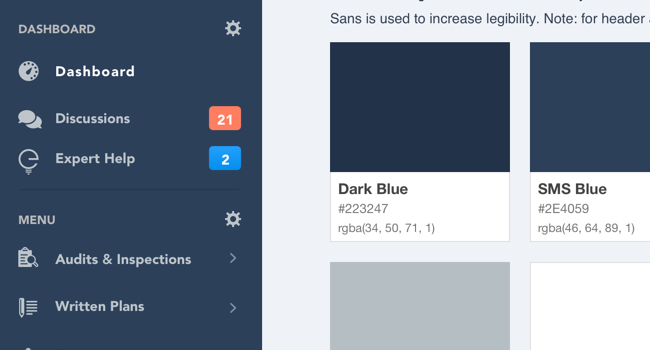 DASHBOARD
Dashboard
Discussions 21
Expert Help 2
MENU
Audits & Inspections
Written Plans
Sans is used to increase legibility. Note: for header
Dark Blue
#223247
rgba(34, 50, 71, 1)
SMS Blue
#2E4059
rgba(46, 64, 89, 1)